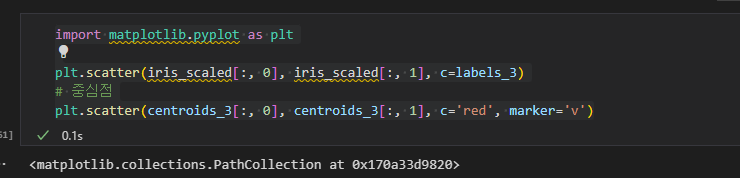 import matplotlib.pyplot as plt
plt.scatter(iris_scaled[:, 0], iris_scaled[:, 1], c=labels_3)
# 중심점
plt.scatter(centroids_3[:, 0], centroids_3[:, 1], c='red', marker='v')
51]
0.1s
<matplotlib.collections.PathCollection at 0x170a33d9820>